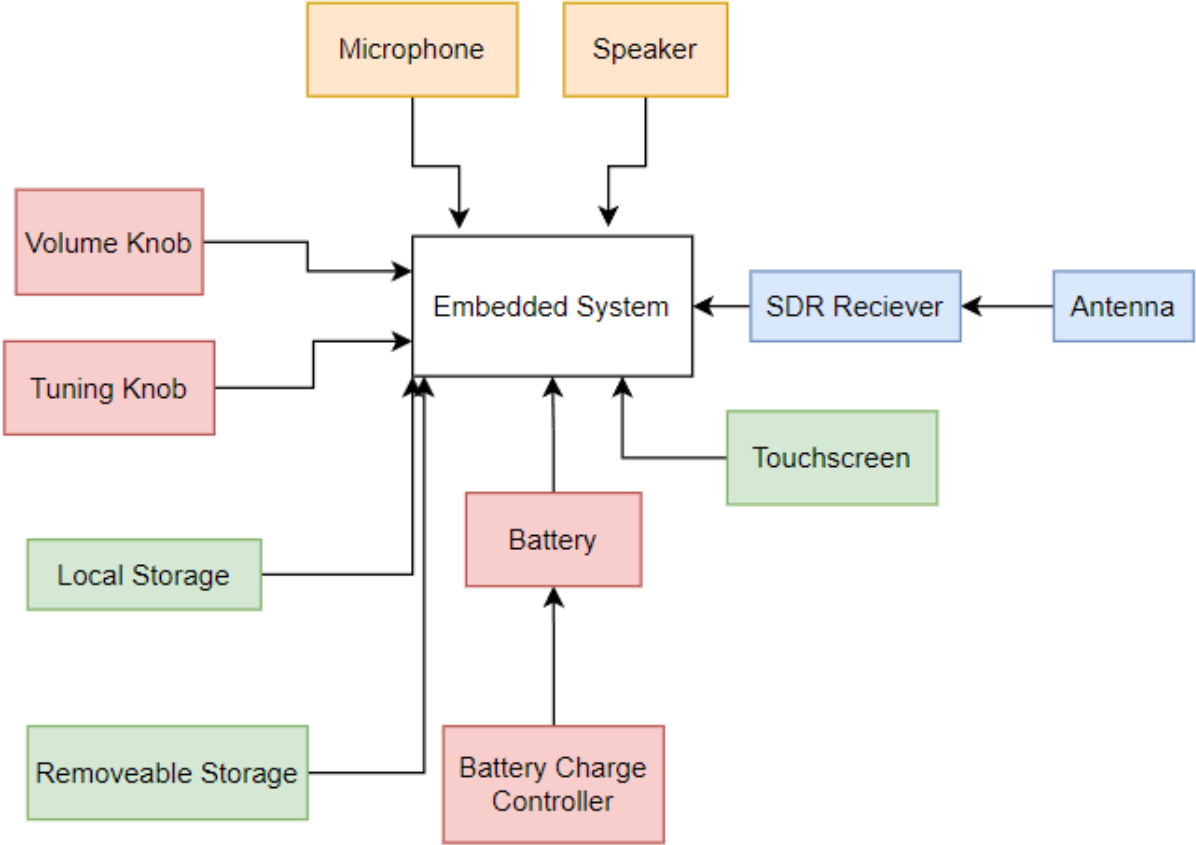 Microphone
Speaker
Volume Knob
Embedded System
SDR Reciever
Antenna
Tuning Knob
Touchscreen
Battery
Local Storage
Removeable Storage
Battery Charge
Controller